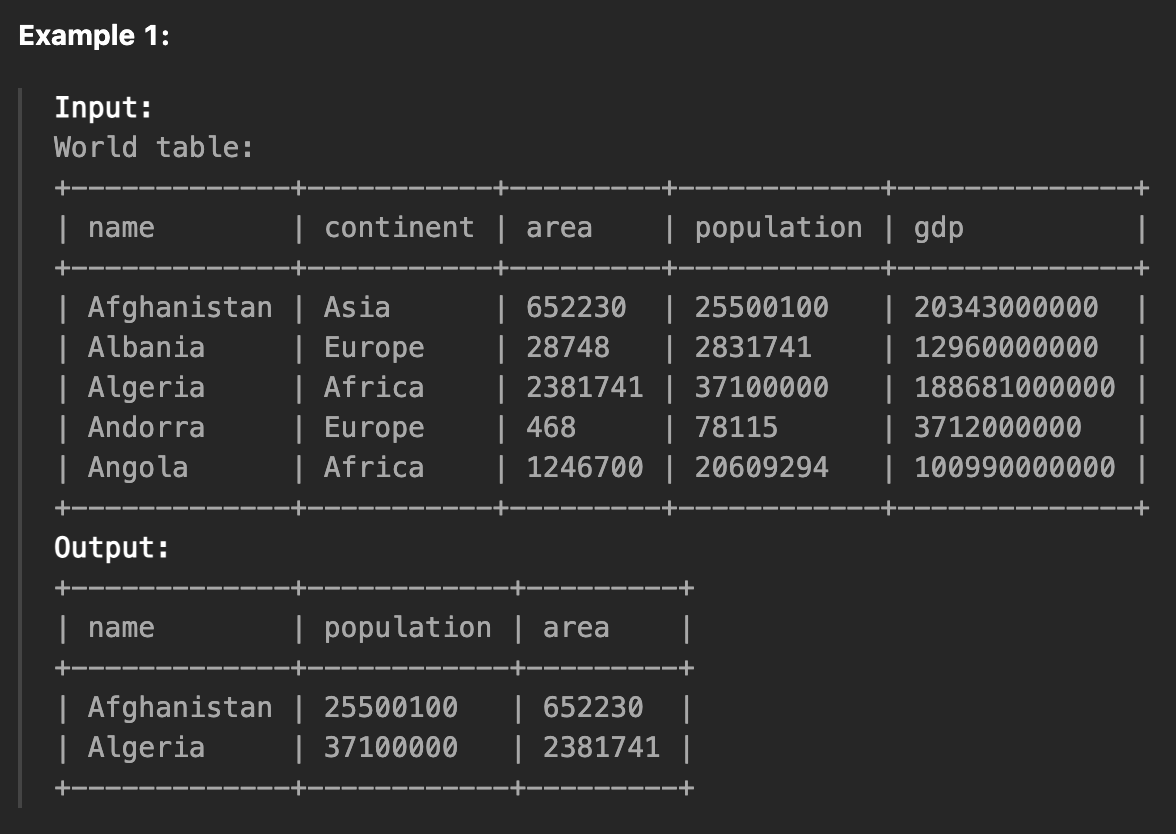 Example 1:
Input:
World table:
+-------------+-----------+---------+------------+--------------+
| name        | continent | area    | population | gdp          |
+-------------+-----------+---------+------------+--------------+
| Afghanistan | Asia      | 652230  | 25500100   | 20343000000  |
| Albania     | Europe    | 28748   | 2831741    | 12960000000  |
| Algeria     | Africa    | 2381741 | 37100000   | 188681000000 |
| Andorra     | Europe    | 468     | 78115      | 3712000000   |
| Angola      | Africa    | 1246700 | 20609294   | 100990000000 |
+-------------+-----------+---------+------------+--------------+
Output:
+-------------+------------+---------+
| name        | population | area    |
+-------------+------------+---------+
| Afghanistan | 25500100   | 652230  |
| Algeria     | 37100000   | 2381741 |
+-------------+------------+---------+